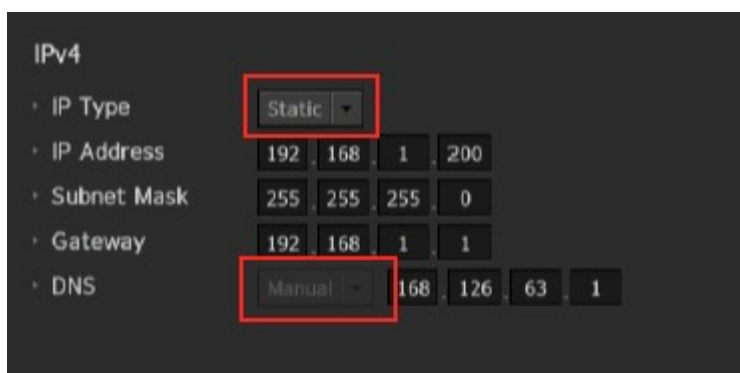 IPv4
IP Type Static
IP Address 192 . 168 . 1 . 200
Subnet Mask 255 . 255 . 255 . 0
Gateway 192 . 168 . 1 . 1
DNS Manual 168 . 126 . 63 . 1